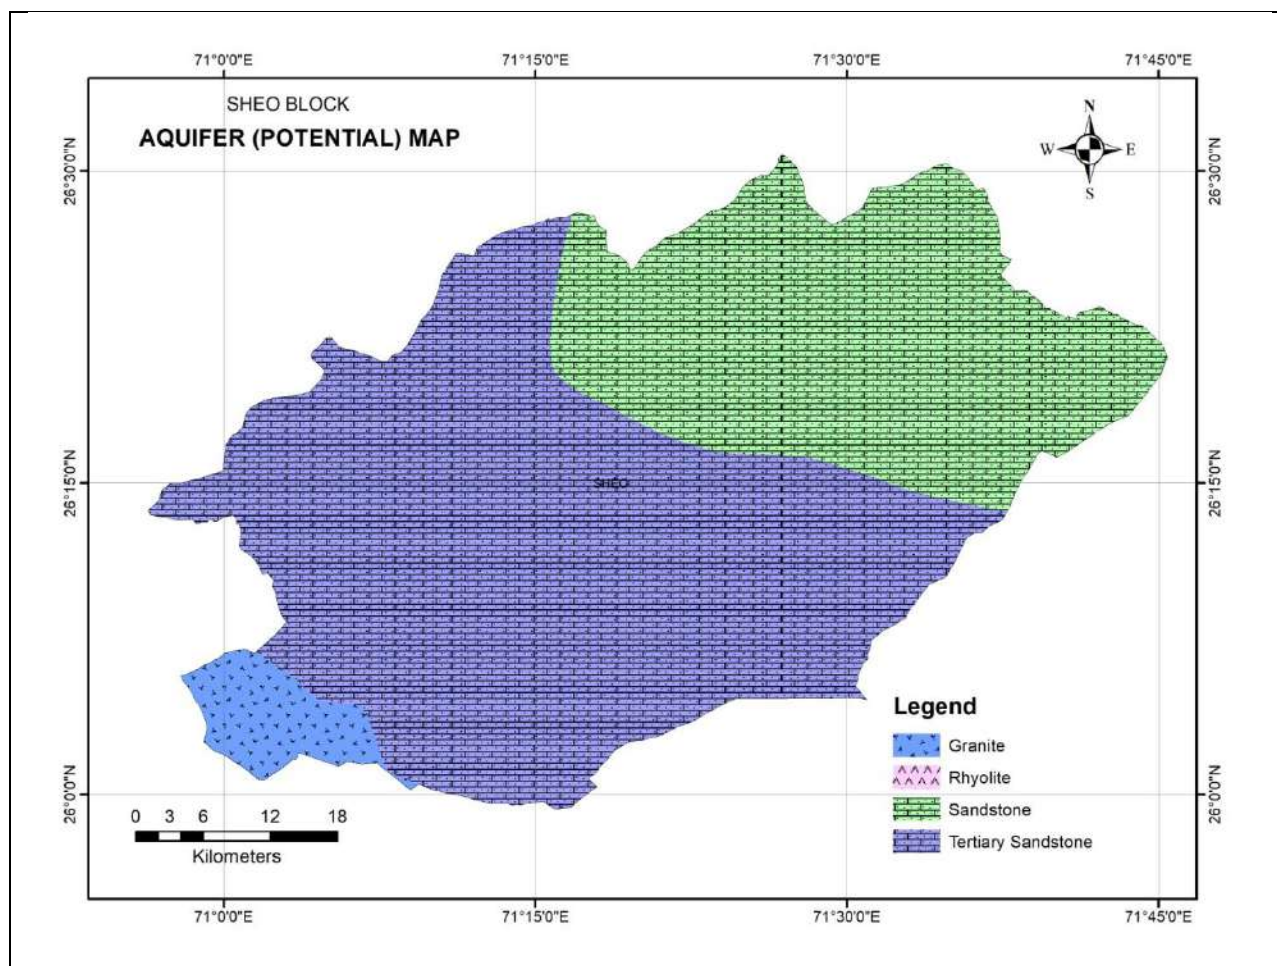 71°0'0"E 71°15'0"E 71°30'0"E 71°45'0"E
SHEO BLOCK
AQUIFER (POTENTIAL) MAP
N
W E
S
26°30'0"N 26°30'0"N
26°15'0"N 26°15'0"N
SHEO
Legend
Granite
Rhyolite
Sandstone
Tertiary Sandstone
26°0'0"N 26°0'0"N
0 3 6 12 18
Kilometers
71°0'0"E 71°15'0"E 71°30'0"E 71°45'0"E